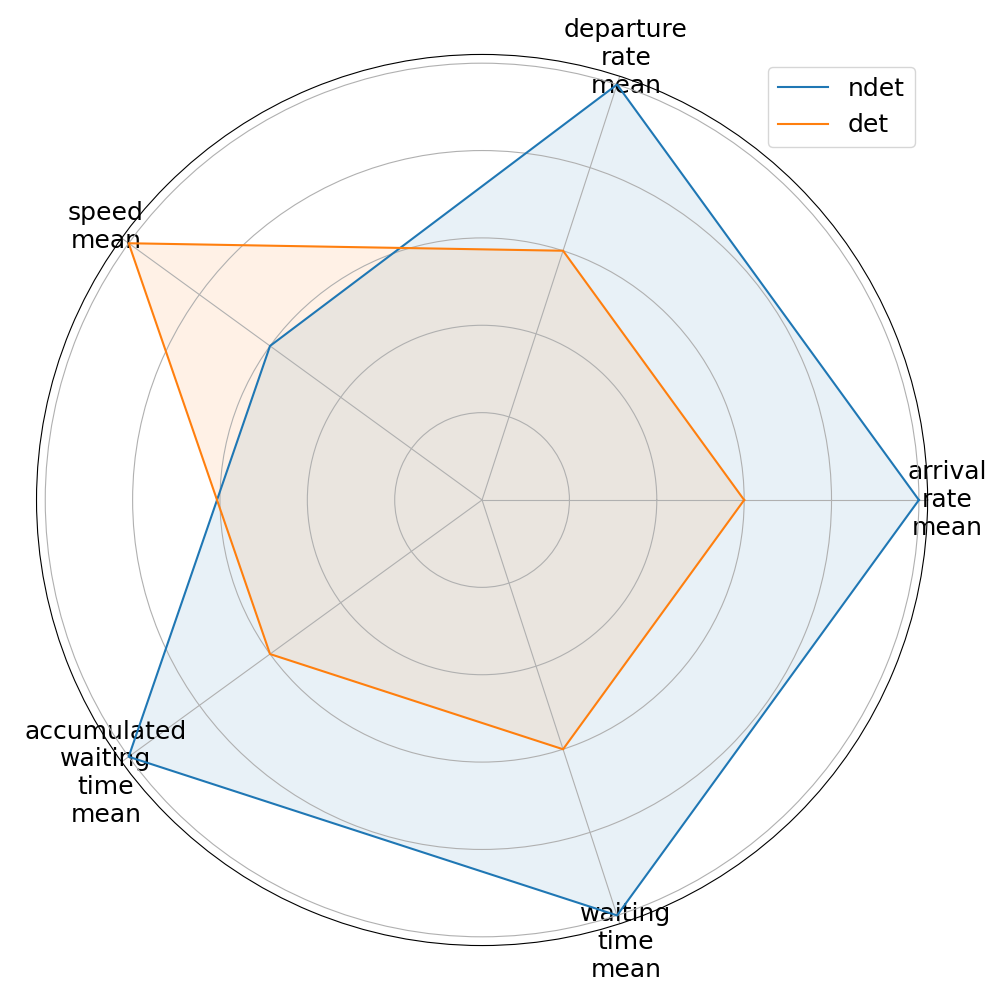 departure
rate
mean
ndet
det
speed
mean
arrival
rate
mean
accumulated
waiting
time
mean
waiting
time
mean